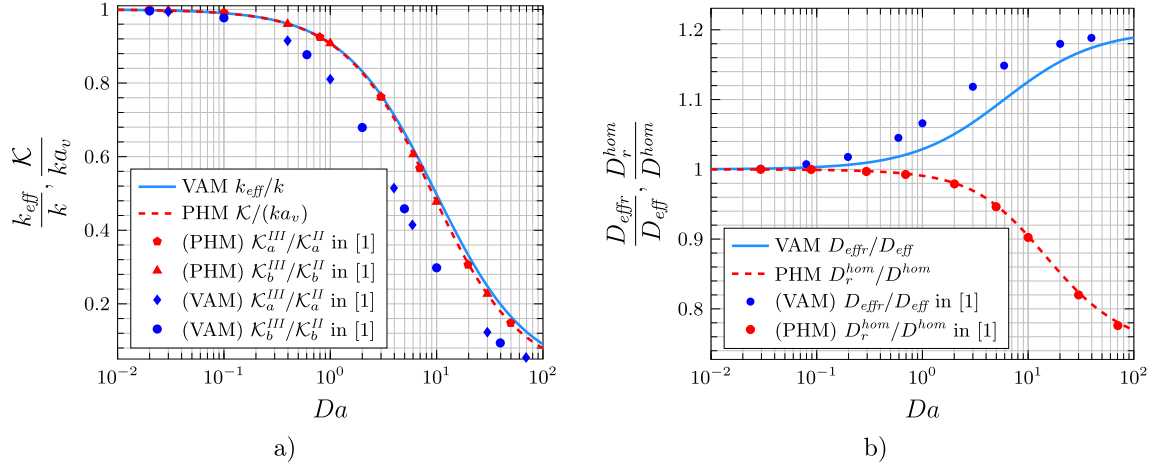 1
0.8
0.6
0.4
0.2
k_eff/k, 𝒦/ka_v
VAM k_eff/k
PHM 𝒦/(ka_v)
(PHM) 𝒦_a^III/𝒦_a^II in [1]
(PHM) 𝒦_b^III/𝒦_b^II in [1]
(VAM) 𝒦_a^III/𝒦_a^II in [1]
(VAM) 𝒦_b^III/𝒦_b^II in [1]
10^−2 10^−1 10^0 10^1 10^2
Da
a)
1.2
1.1
1
0.9
0.8
D_effr/D_eff, D_r^hom/D^hom
VAM D_effr/D_eff
PHM D_r^hom/D^hom
(VAM) D_effr/D_eff in [1]
(PHM) D_r^hom/D^hom in [1]
10^−2 10^−1 10^0 10^1 10^2
Da
b)